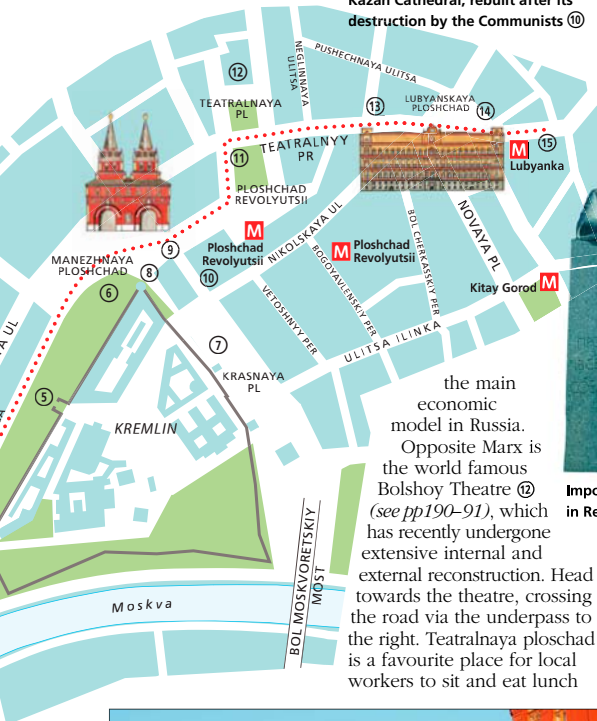 Kazan Cathedral, rebuilt after its
destruction by the Communists ⑩
NEGLINNAYA
ULITSA
PUSHECHNAYA ULITSA
⑫
TEATRALNAYA
PL
⑬
LUBYANSKAYA
PLOSHCHAD
⑭
TEATRALNYY
PR
⑮
M
Lubyanka
⑪
PLOSHCHAD
REVOLYUTSII
M
Ploshchad
Revolyutsii
⑩
NIKOLSKAYA UL
M
Ploshchad
Revolyutsii
BOGOYAVLENSKIY PER
BOL CHERKASSKIY PER
NOVAYA PL
Kitay Gorod M
⑨
MANEZHNAYA
PLOSHCHAD
⑧
⑥
VETOSHNYY PER
ULITSA ILINKA
⑦
KRASNAYA
PL
A UL
⑤
KREMLIN
Moskva
BOL MOSKVORETSKIY
MOST
the main
economic
model in Russia.
Opposite Marx is
the world famous
Bolshoy Theatre ⑫
(see pp190–91), which
has recently undergone
extensive internal and
external reconstruction. Head
towards the theatre, crossing
the road via the underpass to
the right. Teatralnaya ploschad
is a favourite place for local
workers to sit and eat lunch
Impo
in Re